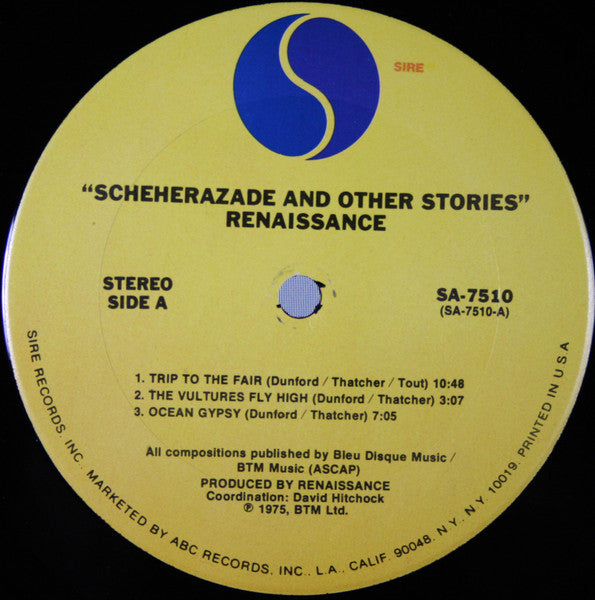 SIRE
"SCHEHERAZADE AND OTHER STORIES"
RENAISSANCE
STEREO
SIDE A
SA-7510
(SA-7510-A)
1. TRIP TO THE FAIR (Dunford / Thatcher / Tout) 10:48
2. THE VULTURES FLY HIGH (Dunford / Thatcher) 3:07
3. OCEAN GYPSY (Dunford / Thatcher) 7:05
All compositions published by Bleu Disque Music /
BTM Music (ASCAP)
PRODUCED BY RENAISSANCE
Coordination: David Hitchock
℗ 1975, BTM Ltd.
SIRE RECORDS, INC., MARKETED BY ABC RECORDS, INC., L.A., CALIF. 90048, N.Y., N.Y. 10019. PRINTED IN U S A